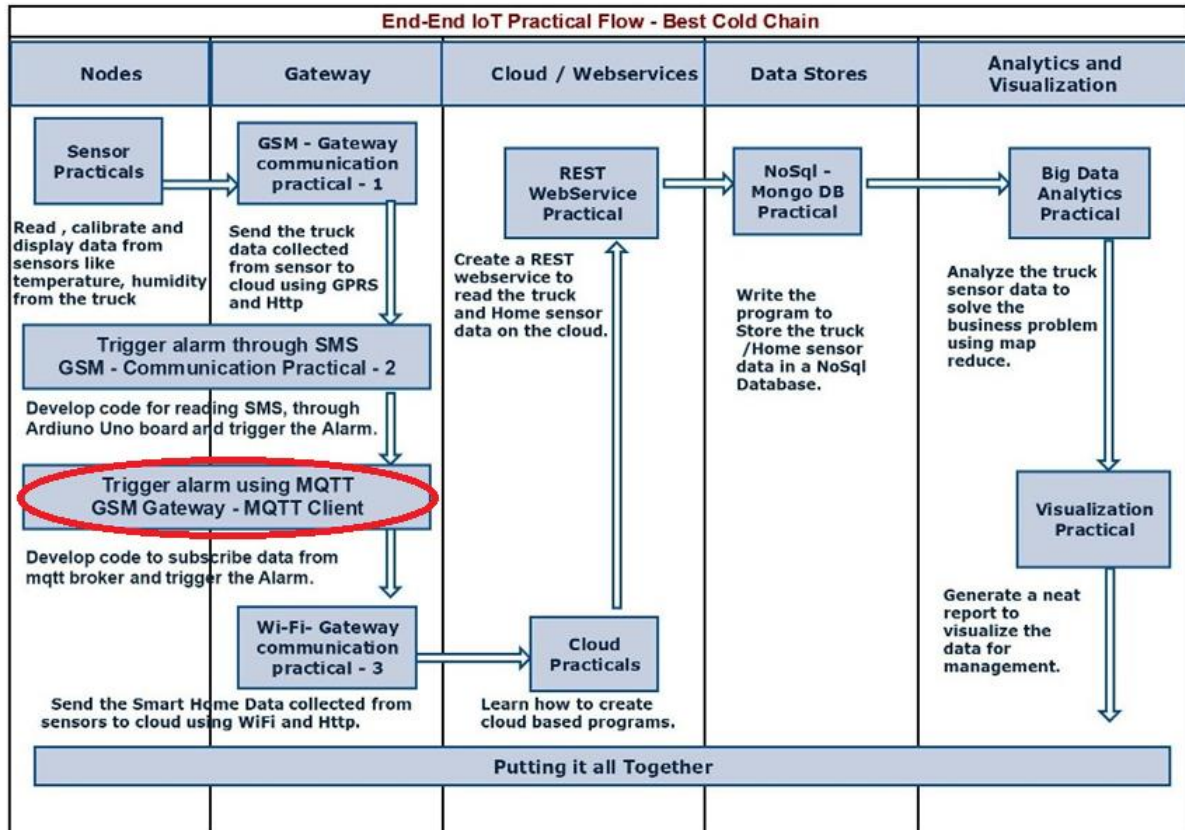 End-End IoT Practical Flow - Best Cold Chain
Nodes
Gateway
Cloud / Webservices
Data Stores
Analytics and
Visualization
Sensor
Practicals
Read , calibrate and
display data from
sensors like
temperature, humidity
from the truck
GSM - Gateway
communication
practical - 1
Send the truck
data collected
from sensor to
cloud using GPRS
and Http
Trigger alarm through SMS
GSM - Communication Practical - 2
Develop code for reading SMS, through
Ardiuno Uno board and trigger the Alarm.
Trigger alarm using MQTT
GSM Gateway - MQTT Client
Develop code to subscribe data from
mqtt broker and trigger the Alarm.
Wi-Fi- Gateway
communication
practical - 3
Send the Smart Home Data collected from
sensors to cloud using WiFi and Http.
Cloud
Practicals
Learn how to create
cloud based programs.
REST
WebService
Practical
Create a REST
webservice to
read the truck
and Home sensor
data on the cloud.
NoSql -
Mongo DB
Practical
Write the
program to
Store the truck
/Home sensor
data in a NoSql
Database.
Big Data
Analytics
Practical
Analyze the truck
sensor data to
solve the
business problem
using map
reduce.
Visualization
Practical
Generate a neat
report to
visualize the
data for
management.
Putting it all Together